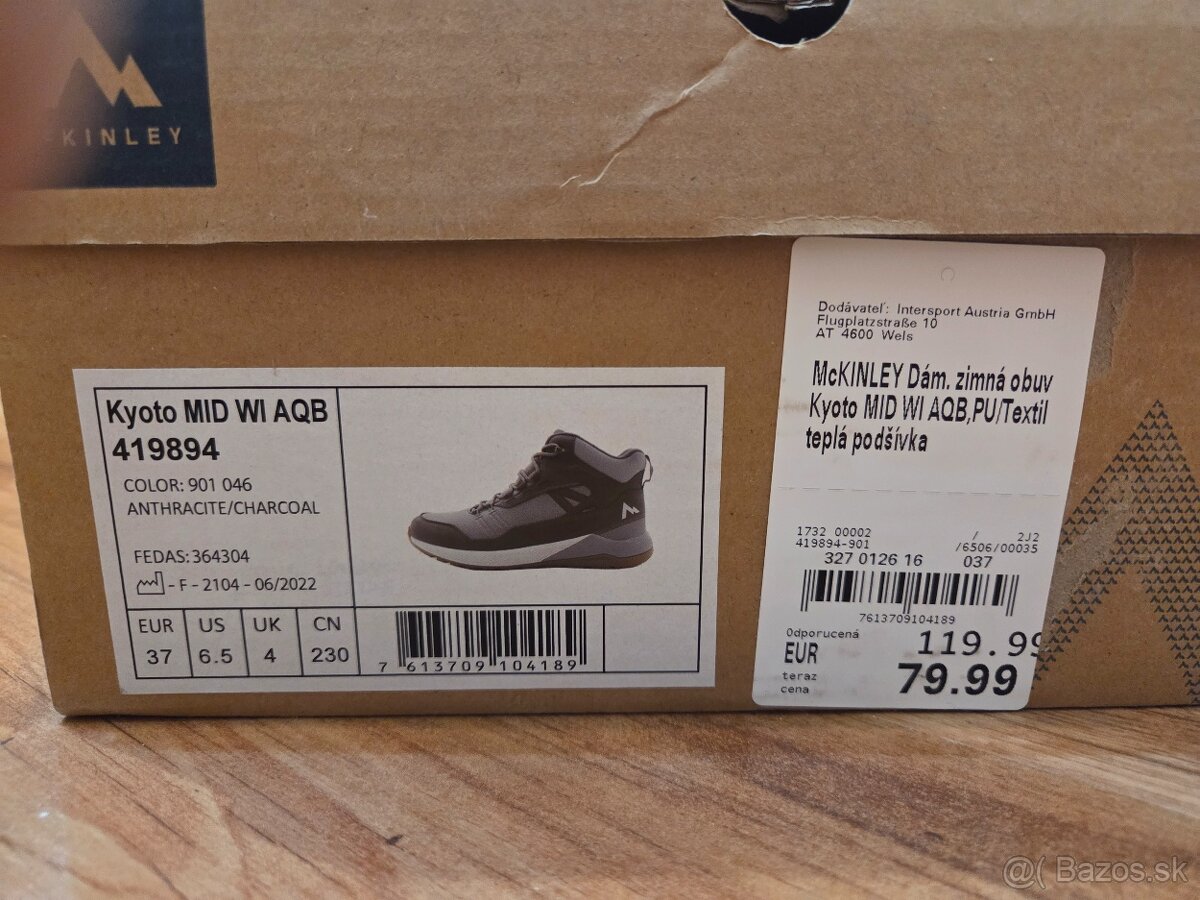 KINLEY
Dodávateľ: Intersport Austria GmbH
Flugplatzstraße 10
AT 4600 Wels
McKINLEY Dám. zimná obuv
Kyoto MID WI AQB,PU/Textil
teplá podšívka
1732 00002 / 2J2
419894-901 /6506/00035
327 0126 16 037
7613709104189
Odporucená
EUR 119.99
teraz
cena 79.99
Kyoto MID WI AQB
419894
COLOR: 901 046
ANTHRACITE/CHARCOAL
FEDAS: 364304
- F - 2104 - 06/2022
EUR US UK CN
37 6.5 4 230
7 613709 104189
@( Bazos.sk